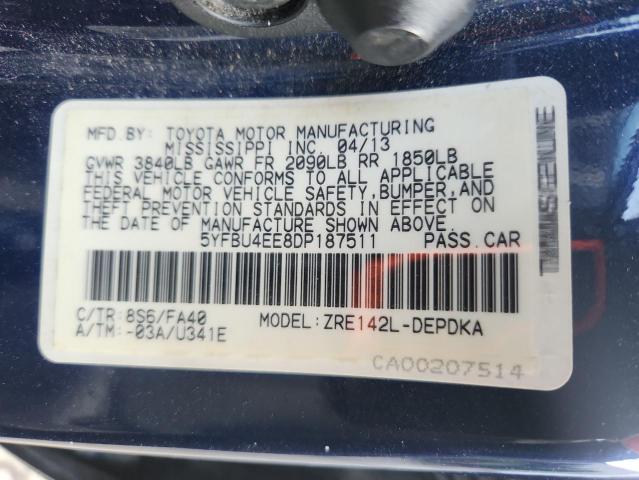 MFD.BY: TOYOTA MOTOR MANUFACTURING
MISSISSIPPI INC. 04/13
GVWR 3840LB GAWR FR 2090LB RR 1850LB
THIS VEHICLE CONFORMS TO ALL APPLICABLE
FEDERAL MOTOR VEHICLE SAFETY, BUMPER, AND
THEFT PREVENTION STANDARDS IN EFFECT ON
THE DATE OF MANUFACTURE SHOWN ABOVE.
5YFBU4EE8DP187511 PASS.CAR
C/TR:8S6/FA40 MODEL:ZRE142L-DEPDKA
A/TM:-03A/U341E
CA00207514